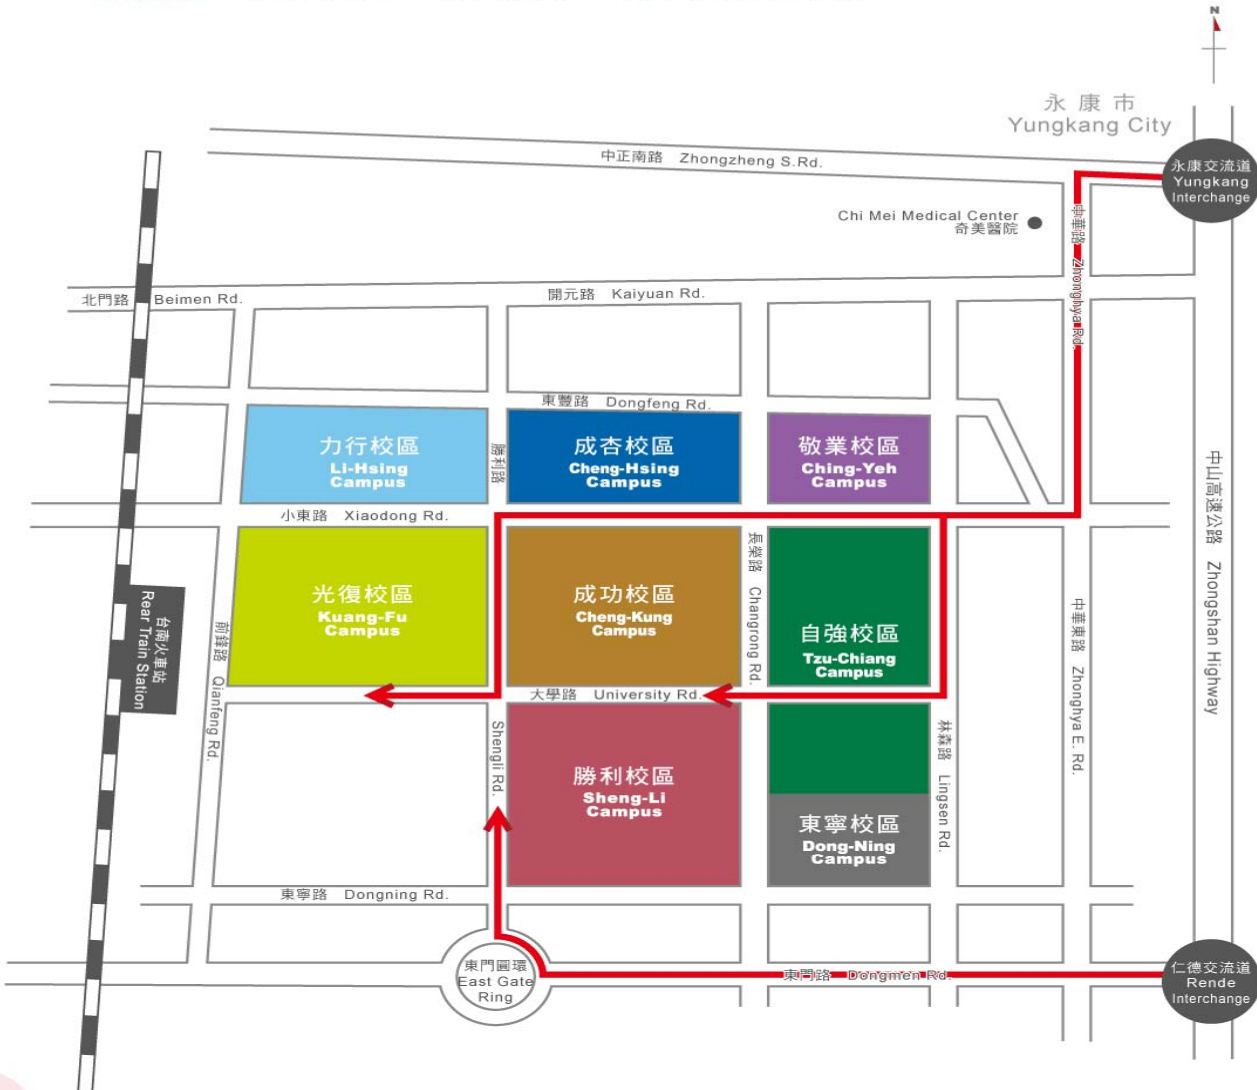 N
永康市
Yungkang City
永康交流道
Yungkang
Interchange
中正南路 Zhongzheng S.Rd.
Chi Mei Medical Center
奇美醫院
中華路 Zhonghya Rd.
北門路 Beimen Rd.
開元路 Kaiyuan Rd.
東豐路 Dongfeng Rd.
力行校區
Li-Hsing
Campus
勝利路
成杏校區
Cheng-Hsing
Campus
敬業校區
Ching-Yeh
Campus
中山高速公路 Zhongshan Highway
小東路 Xiaodong Rd.
光復校區
Kuang-Fu
Campus
成功校區
Cheng-Kung
Campus
長榮路 Changrong Rd.
自強校區
Tzu-Chiang
Campus
中華東路 Zhonghya E. Rd.
台南火車站
Rear Train Station
前鋒路 Qianfeng Rd.
大學路 University Rd.
Shengli Rd.
勝利校區
Sheng-Li
Campus
林森路 Lingsen Rd.
東寧校區
Dong-Ning
Campus
東寧路 Dongning Rd.
東門圓環
East Gate
Ring
東門路 Dongmen Rd.
仁德交流道
Rende
Interchange